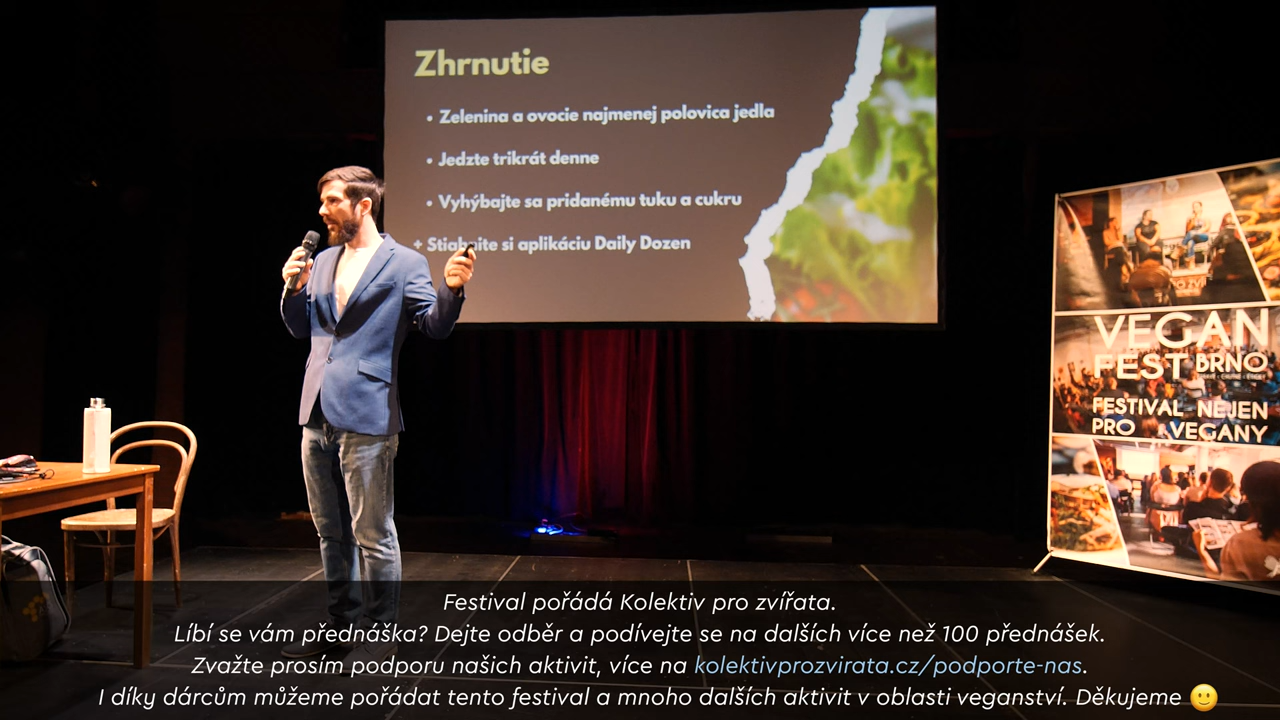 Zhrnutie
• Zelenina a ovocie najmenej polovica jedla
• Jedzte trikrát denne
• Vyhýbajte sa pridanému tuku a cukru
+ Stiahnite si aplikáciu Daily Dozen
VEGAN
FEST BRNO
FESTIVAL NEJEN
PRO VEGANY
Festival pořádá Kolektiv pro zvířata.
Líbí se vám přednáška? Dejte odběr a podívejte se na dalších více než 100 přednášek.
Zvažte prosím podporu našich aktivit, více na kolektivprozvirata.cz/podporte-nas.
I díky dárcům můžeme pořádat tento festival a mnoho dalších aktivit v oblasti veganství. Děkujeme 🙂